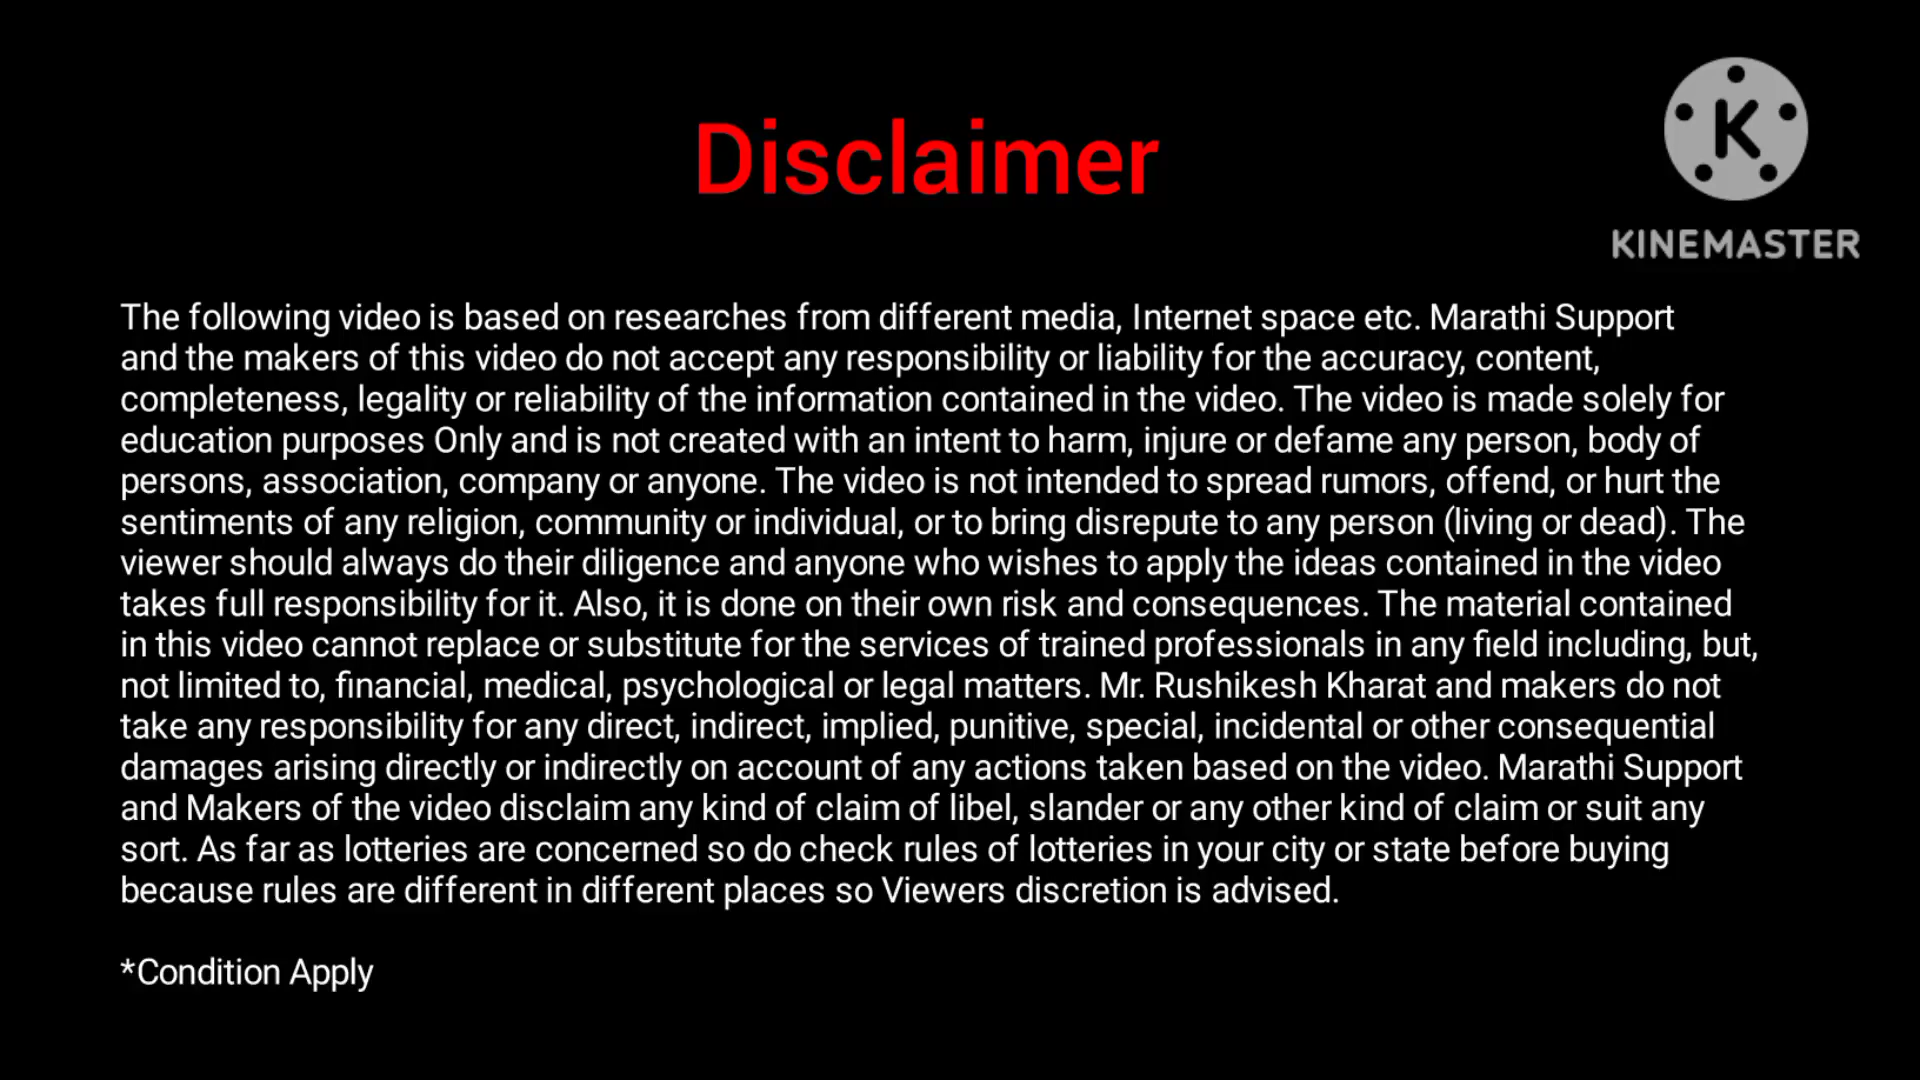 Disclaimer
K
KINEMASTER
The following video is based on researches from different media, Internet space etc. Marathi Support
and the makers of this video do not accept any responsibility or liability for the accuracy, content,
completeness, legality or reliability of the information contained in the video. The video is made solely for
education purposes Only and is not created with an intent to harm, injure or defame any person, body of
persons, association, company or anyone. The video is not intended to spread rumors, offend, or hurt the
sentiments of any religion, community or individual, or to bring disrepute to any person (living or dead). The
viewer should always do their diligence and anyone who wishes to apply the ideas contained in the video
takes full responsibility for it. Also, it is done on their own risk and consequences. The material contained
in this video cannot replace or substitute for the services of trained professionals in any field including, but,
not limited to, financial, medical, psychological or legal matters. Mr. Rushikesh Kharat and makers do not
take any responsibility for any direct, indirect, implied, punitive, special, incidental or other consequential
damages arising directly or indirectly on account of any actions taken based on the video. Marathi Support
and Makers of the video disclaim any kind of claim of libel, slander or any other kind of claim or suit any
sort. As far as lotteries are concerned so do check rules of lotteries in your city or state before buying
because rules are different in different places so Viewers discretion is advised.
*Condition Apply